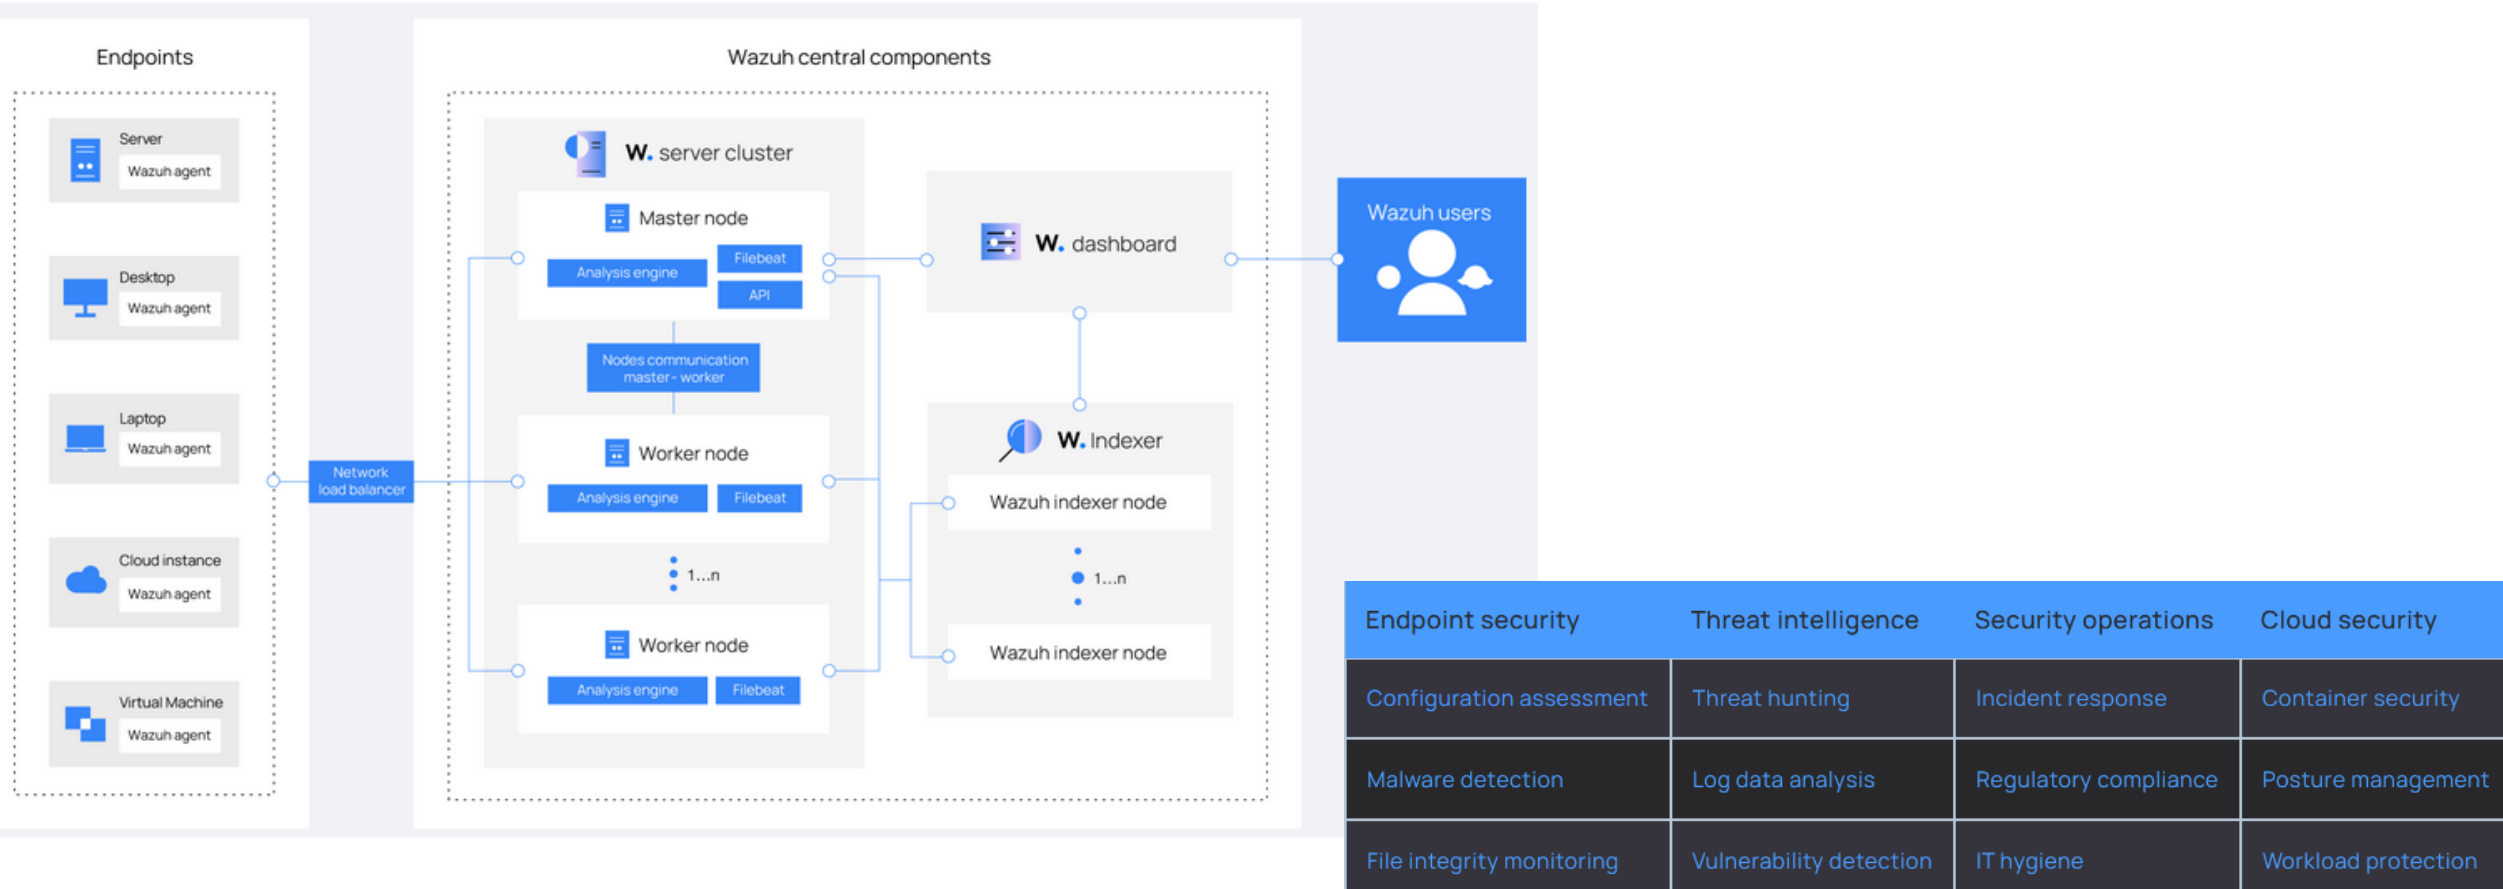 Endpoints
Server
Wazuh agent
Desktop
Wazuh agent
Laptop
Wazuh agent
Cloud instance
Wazuh agent
Virtual Machine
Wazuh agent
Network
load balancer
Wazuh central components
W. server cluster
Master node
Analysis engine
Filebeat
API
Nodes communication
master - worker
Worker node
Analysis engine
Filebeat
1...n
Worker node
Analysis engine
Filebeat
W. dashboard
W. Indexer
Wazuh indexer node
1...n
Wazuh indexer node
Wazuh users
Endpoint security
Threat intelligence
Security operations
Cloud security
Configuration assessment
Threat hunting
Incident response
Container security
Malware detection
Log data analysis
Regulatory compliance
Posture management
File integrity monitoring
Vulnerability detection
IT hygiene
Workload protection